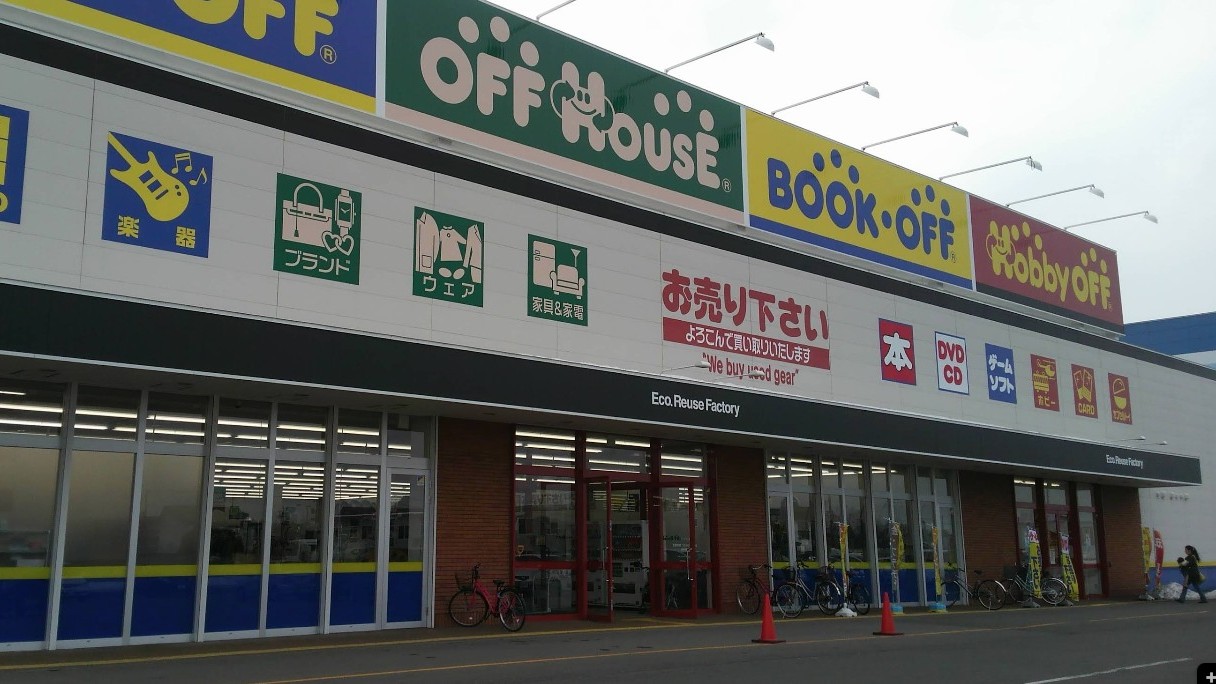 OFF®
OFF HOUSE®
BOOK·OFF®
Hobby OFF®
楽器
ブランド
ウェア
家具&家電
お売り下さい
よろこんで買い取りいたします
"We buy used gear"
本
DVD
CD
ゲーム
ソフト
ホビー
CARD
Eco.Reuse Factory
Eco.Reuse Factory